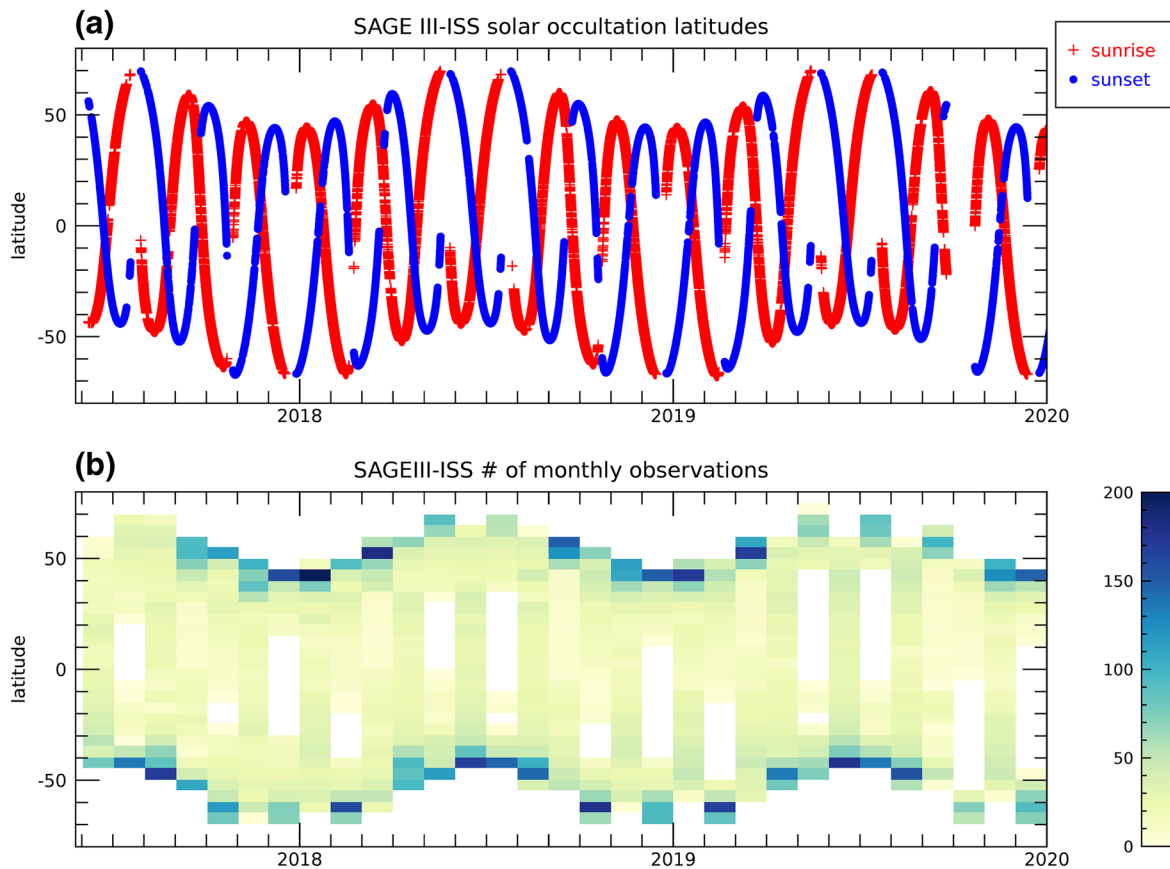 (a)
SAGE III-ISS solar occultation latitudes
+ sunrise
• sunset
50
0
-50
latitude
2018 2019 2020
(b)
SAGEIII-ISS # of monthly observations
50
0
-50
latitude
2018 2019 2020
200
150
100
50
0